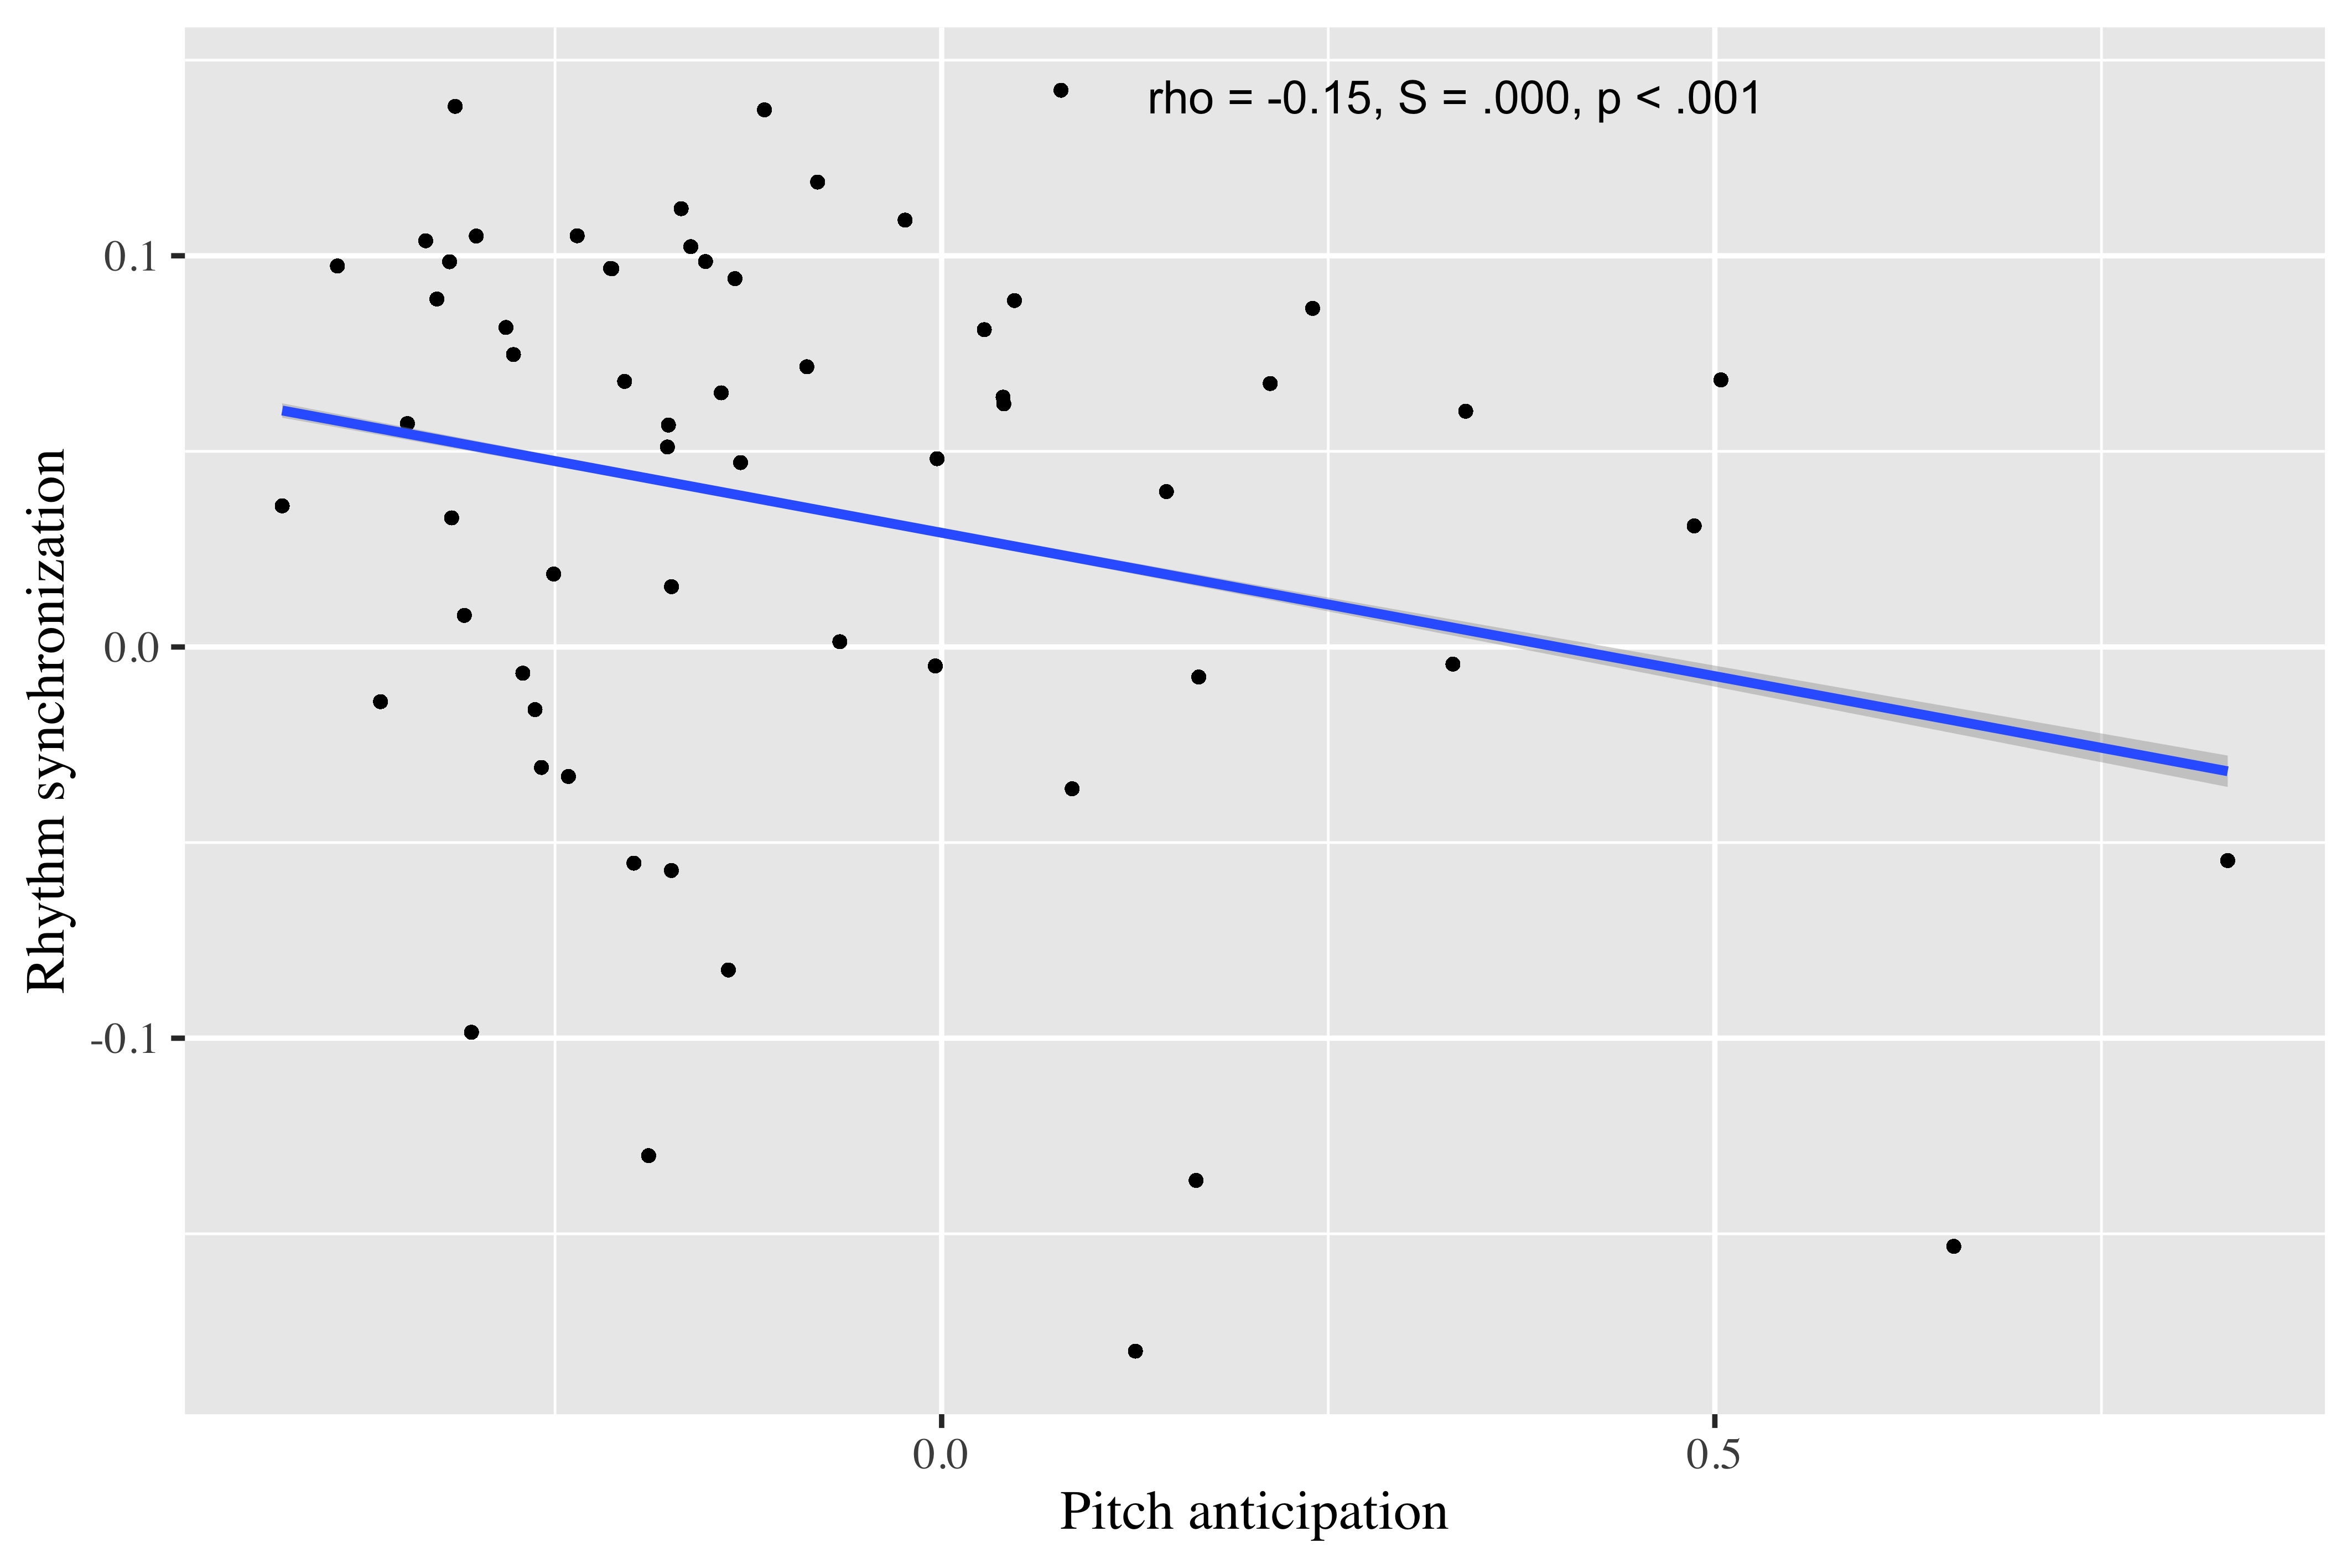 rho = -0.15, S = .000, p < .001
Rhythm synchronization
0.1
0.0
-0.1
0.0
0.5
Pitch anticipation